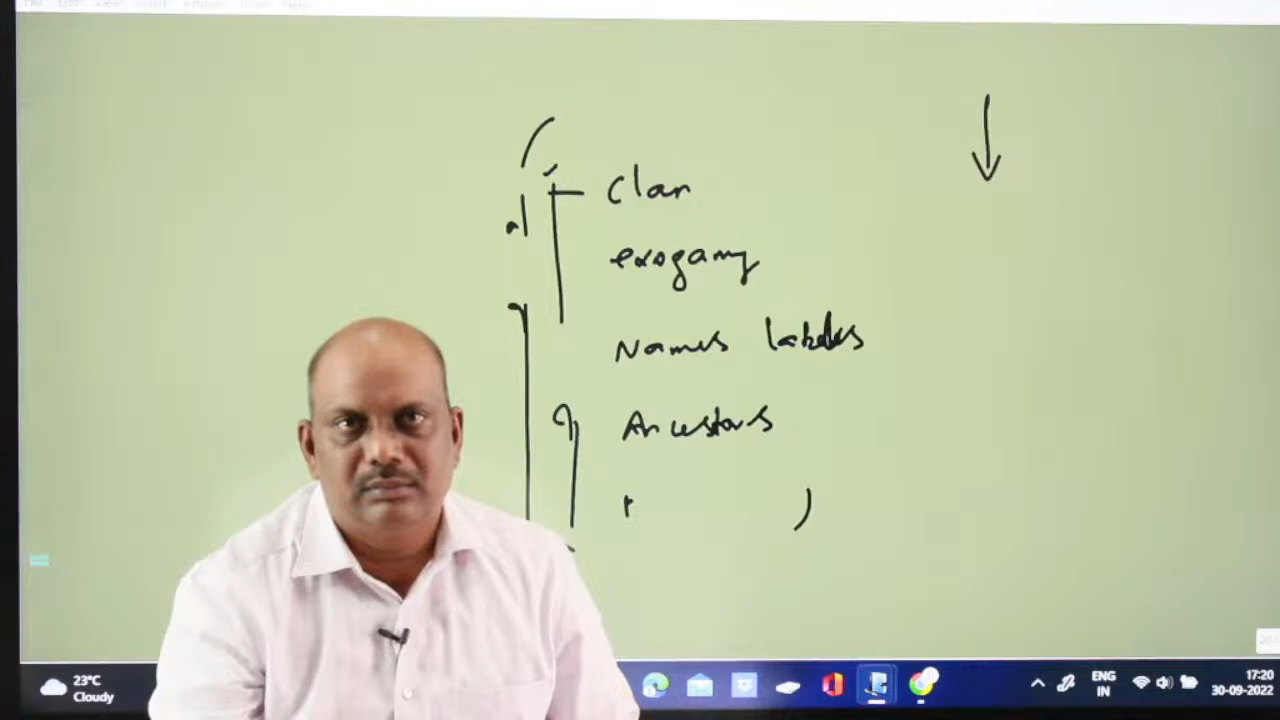 Clan
exogamy
Names labels
Ancestors
23°C
Cloudy
ENG
IN
17:20
30-09-2022